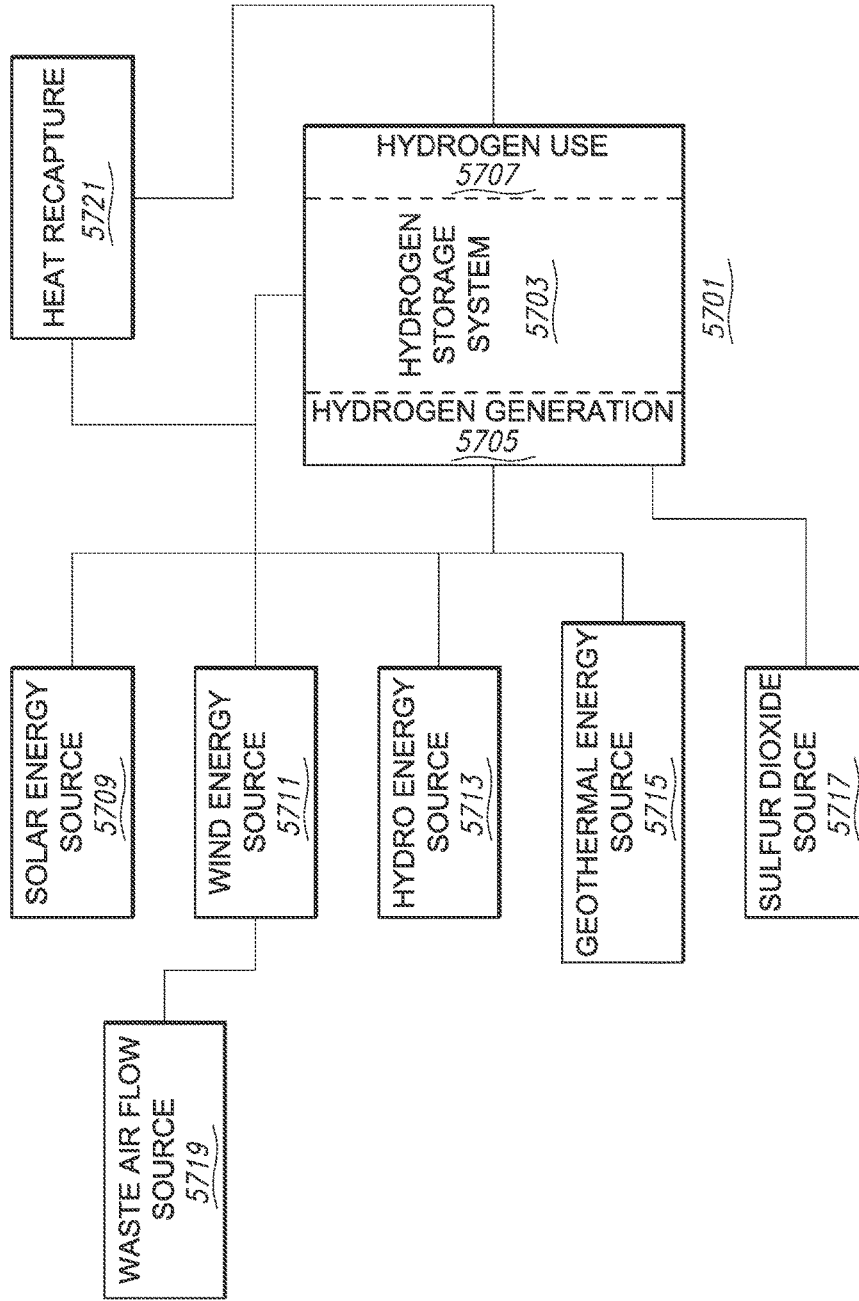 WASTE AIR FLOW
SOURCE
5719
SOLAR ENERGY
SOURCE
5709
WIND ENERGY
SOURCE
5711
HYDRO ENERGY
SOURCE
5713
GEOTHERMAL ENERGY
SOURCE
5715
SULFUR DIOXIDE
SOURCE
5717
HEAT RECAPTURE
5721
HYDROGEN GENERATION
5705
HYDROGEN
STORAGE
SYSTEM
5703
HYDROGEN USE
5707
5701